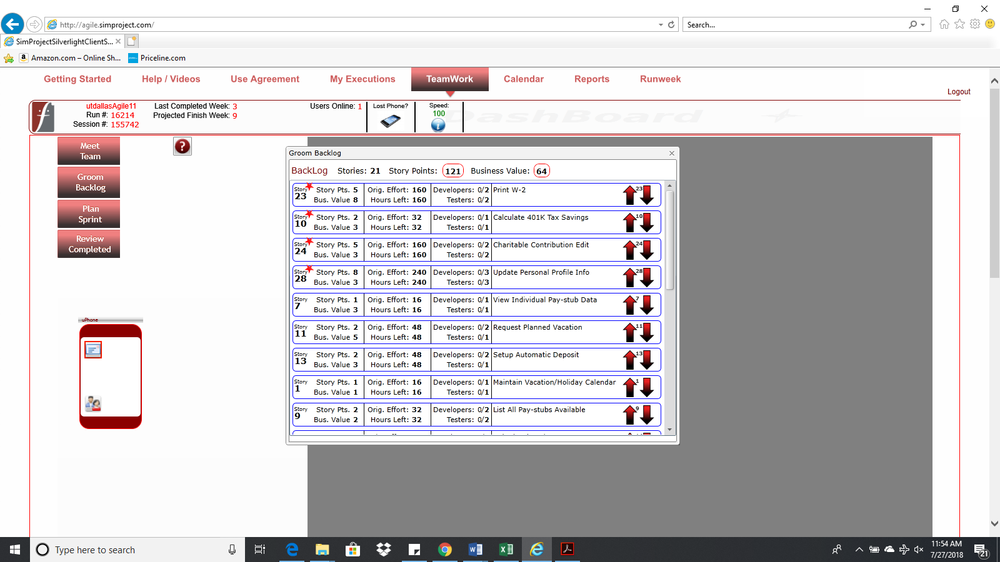 http://agile.simproject.com/
Search...
SimProjectSilverlightClientS...
Amazon.com – Online Sh...
Priceline.com
Getting Started
Help / Videos
Use Agreement
My Executions
TeamWork
Calendar
Reports
Runweek
Logout
utdallasAgile11
Run #: 16214
Session #: 155742
Last Completed Week: 3
Projected Finish Week: 9
Users Online: 1
Lost Phone?
Speed:
100
DashBoard
Meet
Team
Groom
Backlog
Plan
Sprint
Review
Completed
uPhone
Groom Backlog
BackLog Stories: 21 Story Points: 121 Business Value: 64
Story 23 Story Pts. 5 Orig. Effort: 160 Developers: 0/2 Print W-2 23
Bus. Value 8 Hours Left: 160 Testers: 0/2
Story 10 Story Pts. 2 Orig. Effort: 32 Developers: 0/1 Calculate 401K Tax Savings 10
Bus. Value 3 Hours Left: 32 Testers: 0/1
Story 24 Story Pts. 5 Orig. Effort: 160 Developers: 0/2 Charitable Contribution Edit 24
Bus. Value 3 Hours Left: 160 Testers: 0/2
Story 28 Story Pts. 8 Orig. Effort: 240 Developers: 0/3 Update Personal Profile Info 28
Bus. Value 3 Hours Left: 240 Testers: 0/3
Story 7 Story Pts. 1 Orig. Effort: 16 Developers: 0/1 View Individual Pay-stub Data 7
Bus. Value 3 Hours Left: 16 Testers: 0/1
Story 11 Story Pts. 2 Orig. Effort: 48 Developers: 0/2 Request Planned Vacation 11
Bus. Value 5 Hours Left: 48 Testers: 0/1
Story 13 Story Pts. 2 Orig. Effort: 48 Developers: 0/2 Setup Automatic Deposit 13
Bus. Value 3 Hours Left: 48 Testers: 0/1
Story 1 Story Pts. 1 Orig. Effort: 16 Developers: 0/1 Maintain Vacation/Holiday Calendar 1
Bus. Value 1 Hours Left: 16 Testers: 0/1
Story 9 Story Pts. 2 Orig. Effort: 32 Developers: 0/2 List All Pay-stubs Available 9
Bus. Value 2 Hours Left: 32 Testers: 0/2
Type here to search
11:54 AM
7/27/2018
21